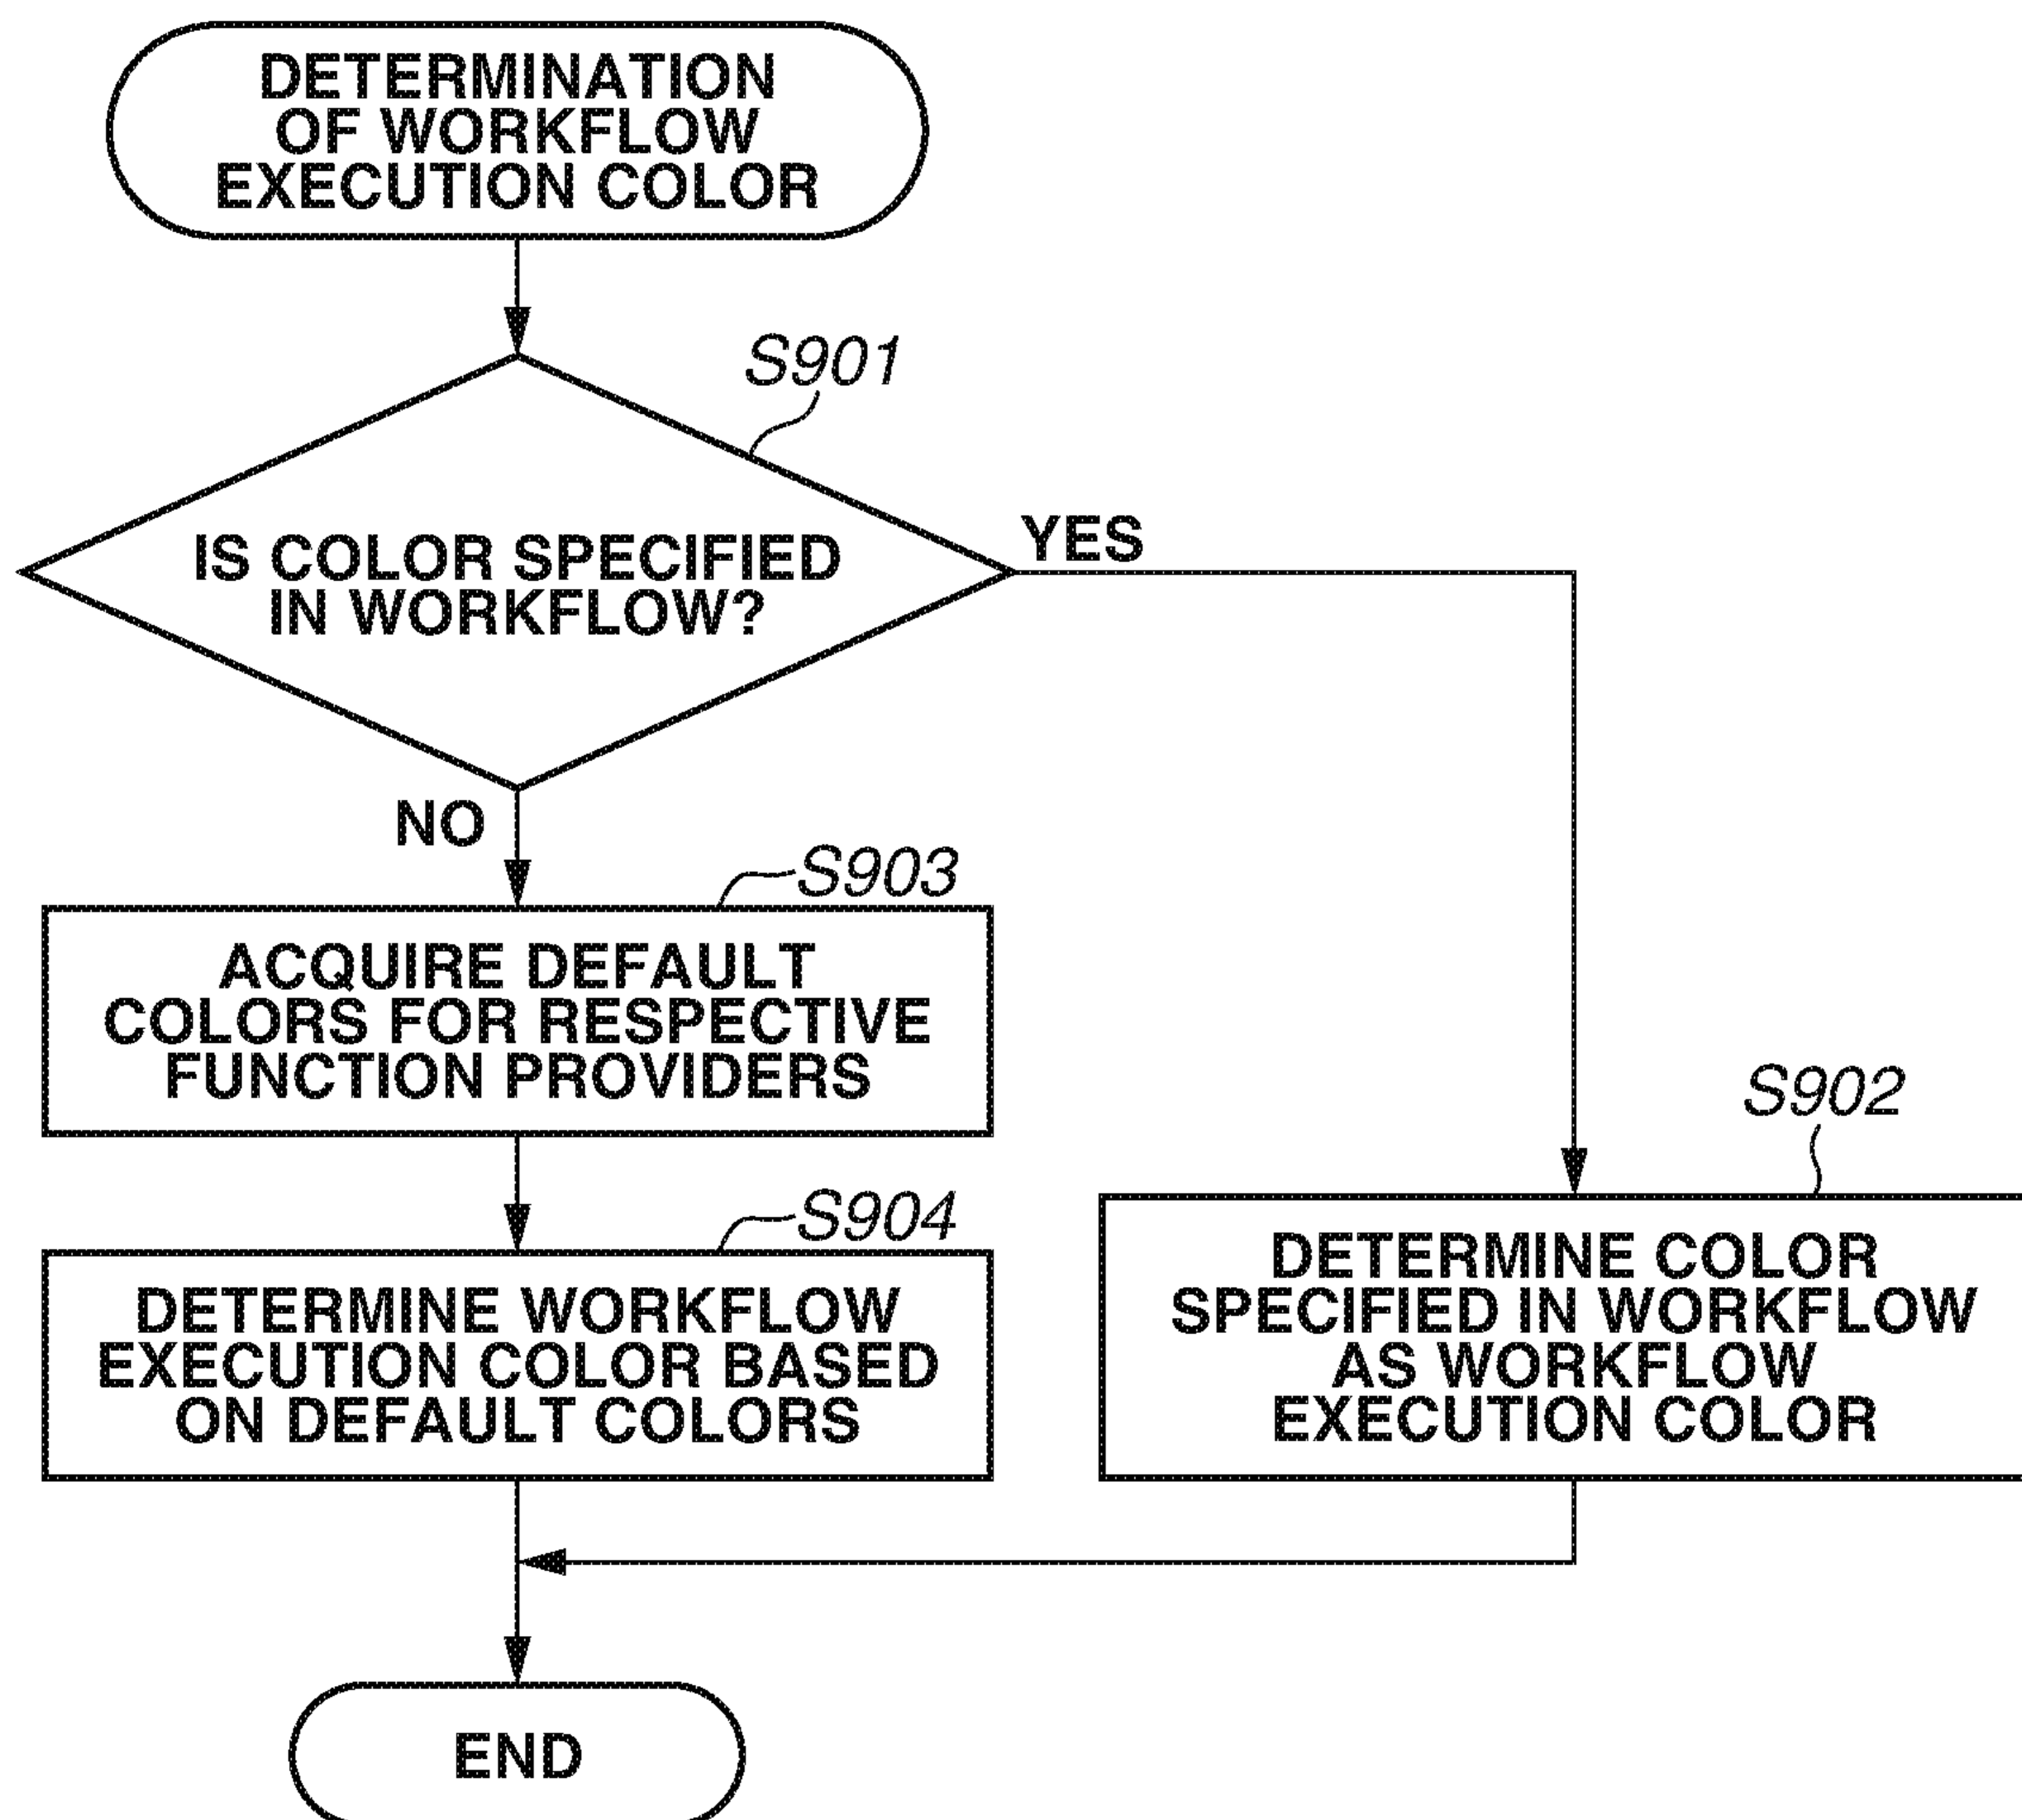 DETERMINATION
OF WORKFLOW
EXECUTION COLOR
S901
IS COLOR SPECIFIED
IN WORKFLOW?
YES
NO
S903
ACQUIRE DEFAULT
COLORS FOR RESPECTIVE
FUNCTION PROVIDERS
S904
DETERMINE WORKFLOW
EXECUTION COLOR BASED
ON DEFAULT COLORS
S902
DETERMINE COLOR
SPECIFIED IN WORKFLOW
AS WORKFLOW
EXECUTION COLOR
END